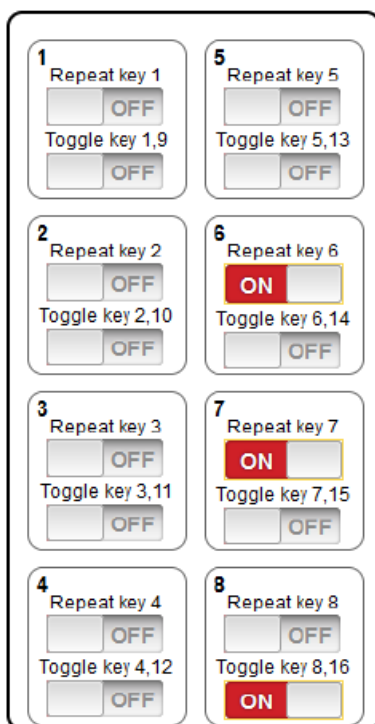 1
Repeat key 1
OFF
Toggle key 1,9
OFF
2
Repeat key 2
OFF
Toggle key 2,10
OFF
3
Repeat key 3
OFF
Toggle key 3,11
OFF
4
Repeat key 4
OFF
Toggle key 4,12
OFF
5
Repeat key 5
OFF
Toggle key 5,13
OFF
6
Repeat key 6
ON
Toggle key 6,14
OFF
7
Repeat key 7
ON
Toggle key 7,15
OFF
8
Repeat key 8
OFF
Toggle key 8,16
ON